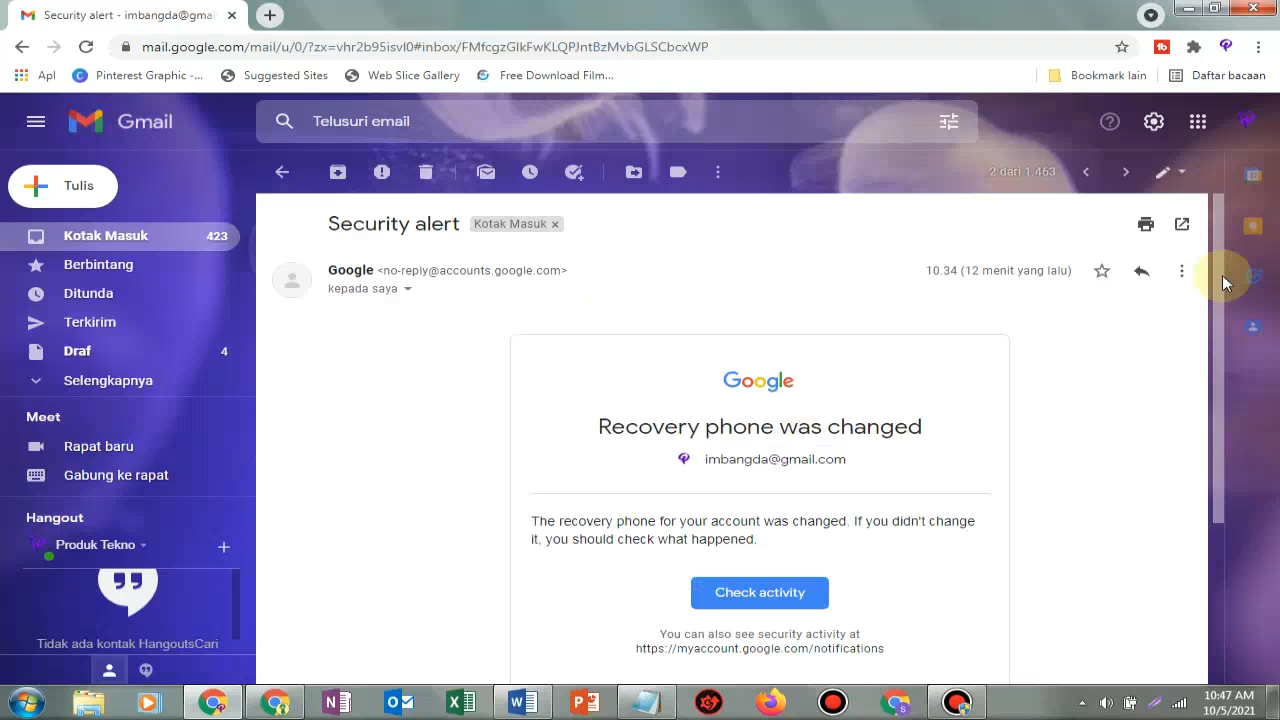 Security alert - imbangda@gmai
mail.google.com/mail/u/0/?zx=vhr2b95isvl0#inbox/FMfcgzGlkFwKLQPJntBzMvbGLSCbcxWP
Apl
Pinterest Graphic -...
Suggested Sites
Web Slice Gallery
Free Download Film...
Bookmark lain
Daftar bacaan
Gmail
Telusuri email
Tulis
2 dari 1.463
Kotak Masuk 423
Berbintang
Ditunda
Terkirim
Draf 4
Selengkapnya
Meet
Rapat baru
Gabung ke rapat
Hangout
Produk Tekno
Tidak ada kontak HangoutsCari
Security alert
Kotak Masuk
Google <no-reply@accounts.google.com>
10.34 (12 menit yang lalu)
kepada saya
Google
Recovery phone was changed
imbangda@gmail.com
The recovery phone for your account was changed. If you didn't change
it, you should check what happened.
Check activity
You can also see security activity at
https://myaccount.google.com/notifications
10:47 AM
10/5/2021